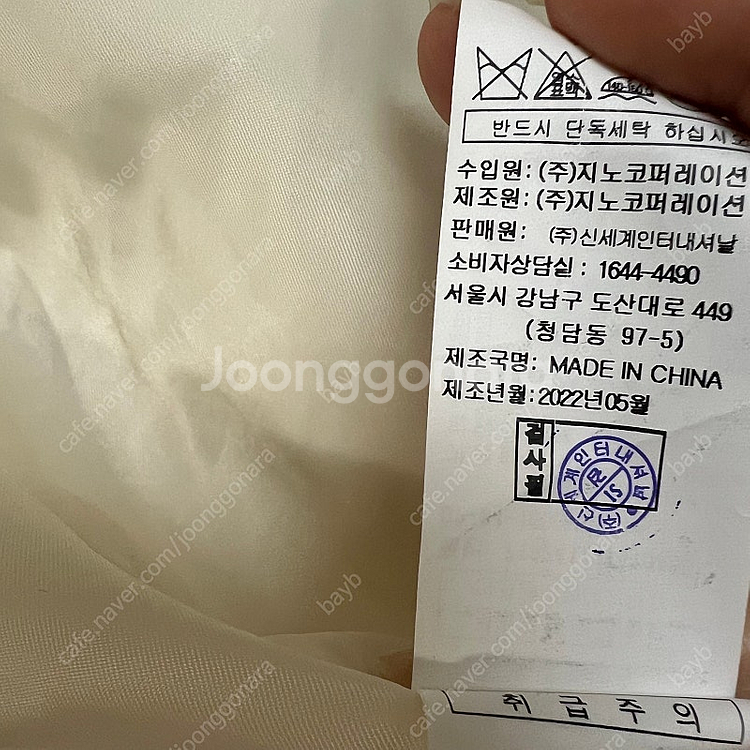 반드시 단독세탁 하십시오
수입원: (주)지노코퍼레이션
제조원: (주)지노코퍼레이션
판매원: (주)신세계인터내셔날
소비자상담실 : 1644-4490
서울시 강남구 도산대로 449
(청담동 97-5)
제조국명: MADE IN CHINA
제조년월:2022년05월
검사필
취급주의
Joonggo
cafe.naver.com/joonggonara
bayb